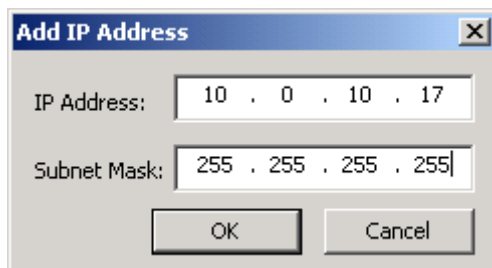 Add IP Address
IP Address: 10 . 0 . 10 . 17
Subnet Mask: 255 . 255 . 255 . 255
OK Cancel